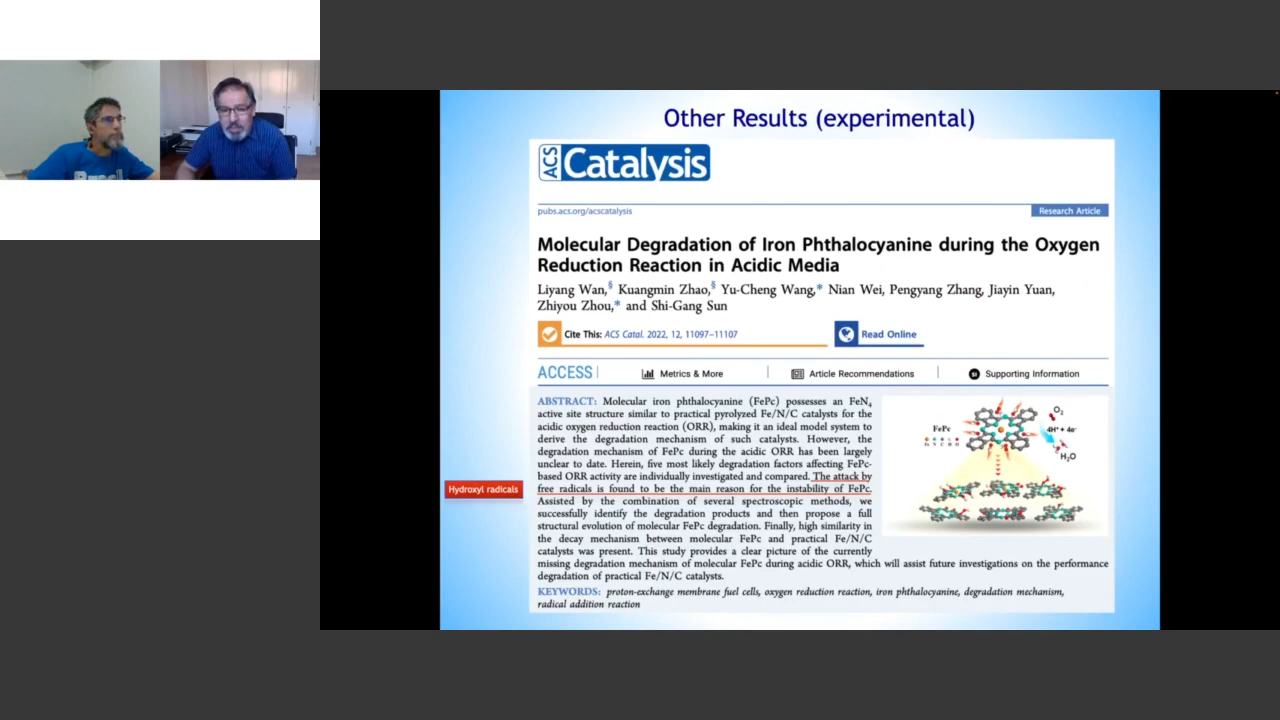 Other Results (experimental)
ACS Catalysis
pubs.acs.org/acscatalysis
Research Article
Molecular Degradation of Iron Phthalocyanine during the Oxygen
Reduction Reaction in Acidic Media
Liyang Wan,§ Kuangmin Zhao,§ Yu-Cheng Wang,* Nian Wei, Pengyang Zhang, Jiayin Yuan,
Zhiyou Zhou,* and Shi-Gang Sun
Cite This: ACS Catal. 2022, 12, 11097–11107
Read Online
ACCESS
Metrics & More
Article Recommendations
Supporting Information
ABSTRACT: Molecular iron phthalocyanine (FePc) possesses an FeN4
active site structure similar to practical pyrolyzed Fe/N/C catalysts for the
acidic oxygen reduction reaction (ORR), making it an ideal model system to
derive the degradation mechanism of such catalysts. However, the
degradation mechanism of FePc during the acidic ORR has been largely
unclear to date. Herein, five most likely degradation factors affecting FePc-
based ORR activity are individually investigated and compared. The attack by
free radicals is found to be the main reason for the instability of FePc.
Assisted by the combination of several spectroscopic methods, we
successfully identify the degradation products and then propose a full
structural evolution of molecular FePc degradation. Finally, high similarity in
the decay mechanism between molecular FePc and practical Fe/N/C
catalysts was present. This study provides a clear picture of the currently
missing degradation mechanism of molecular FePc during acidic ORR, which will assist future investigations on the performance
degradation of practical Fe/N/C catalysts.
KEYWORDS: proton-exchange membrane fuel cells, oxygen reduction reaction, iron phthalocyanine, degradation mechanism,
radical addition reaction
Hydroxyl radicals
FePc
O2
4H+ + 4e-
H2O